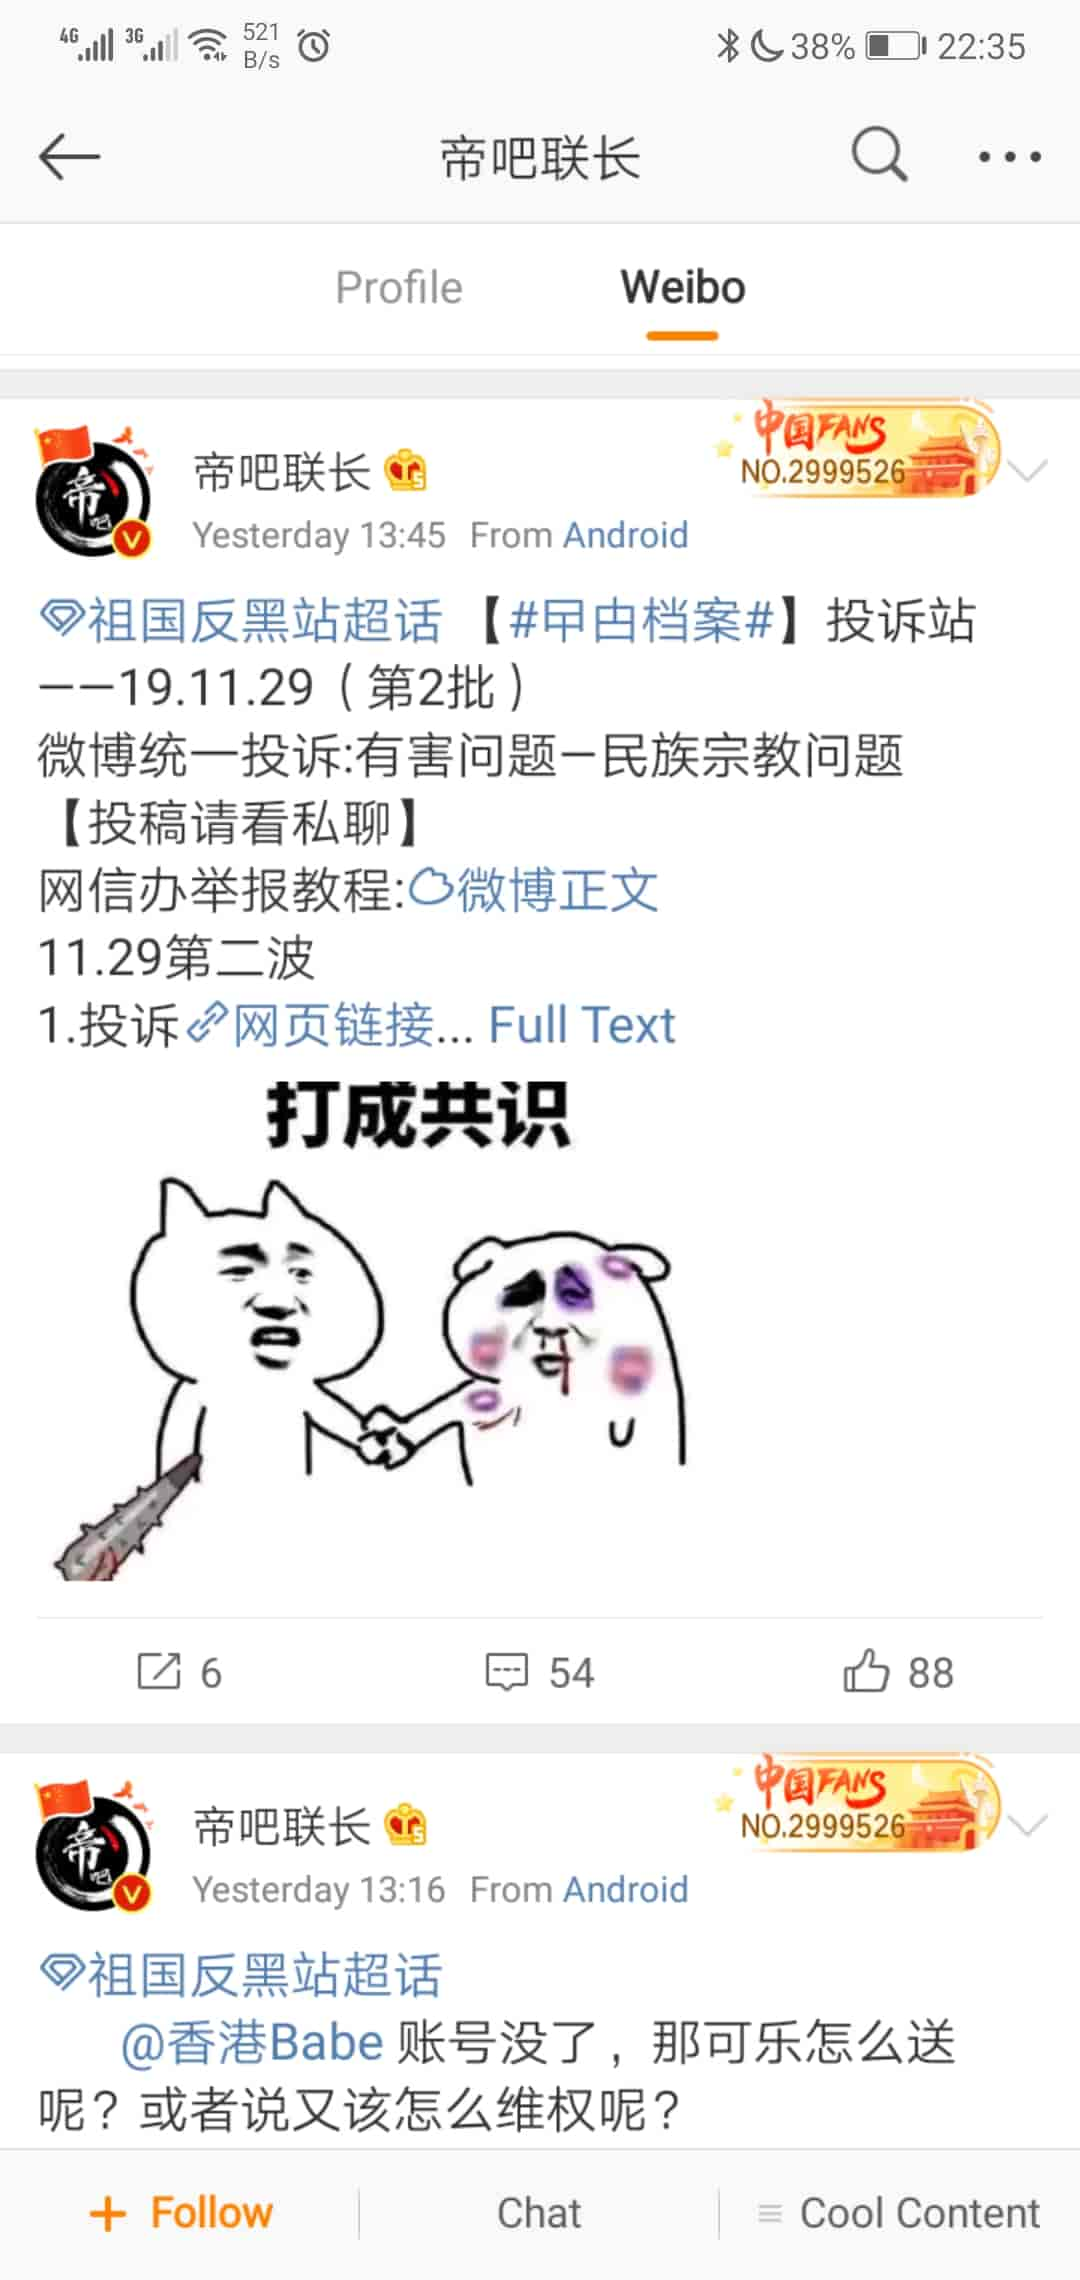 4G 3G 521 B/s 38% 22:35
帝吧联长
Profile Weibo
帝吧联长
中国FANS
NO.2999526
Yesterday 13:45 From Android
祖国反黑站超话 【#曱甴档案#】投诉站
——19.11.29（第2批）
微博统一投诉:有害问题—民族宗教问题
【投稿请看私聊】
网信办举报教程:微博正文
11.29第二波
1.投诉网页链接... Full Text
打成共识
6 54 88
帝吧联长
中国FANS
NO.2999526
Yesterday 13:16 From Android
祖国反黑站超话
@香港Babe 账号没了，那可乐怎么送
呢？或者说又该怎么维权呢？
+ Follow Chat Cool Content